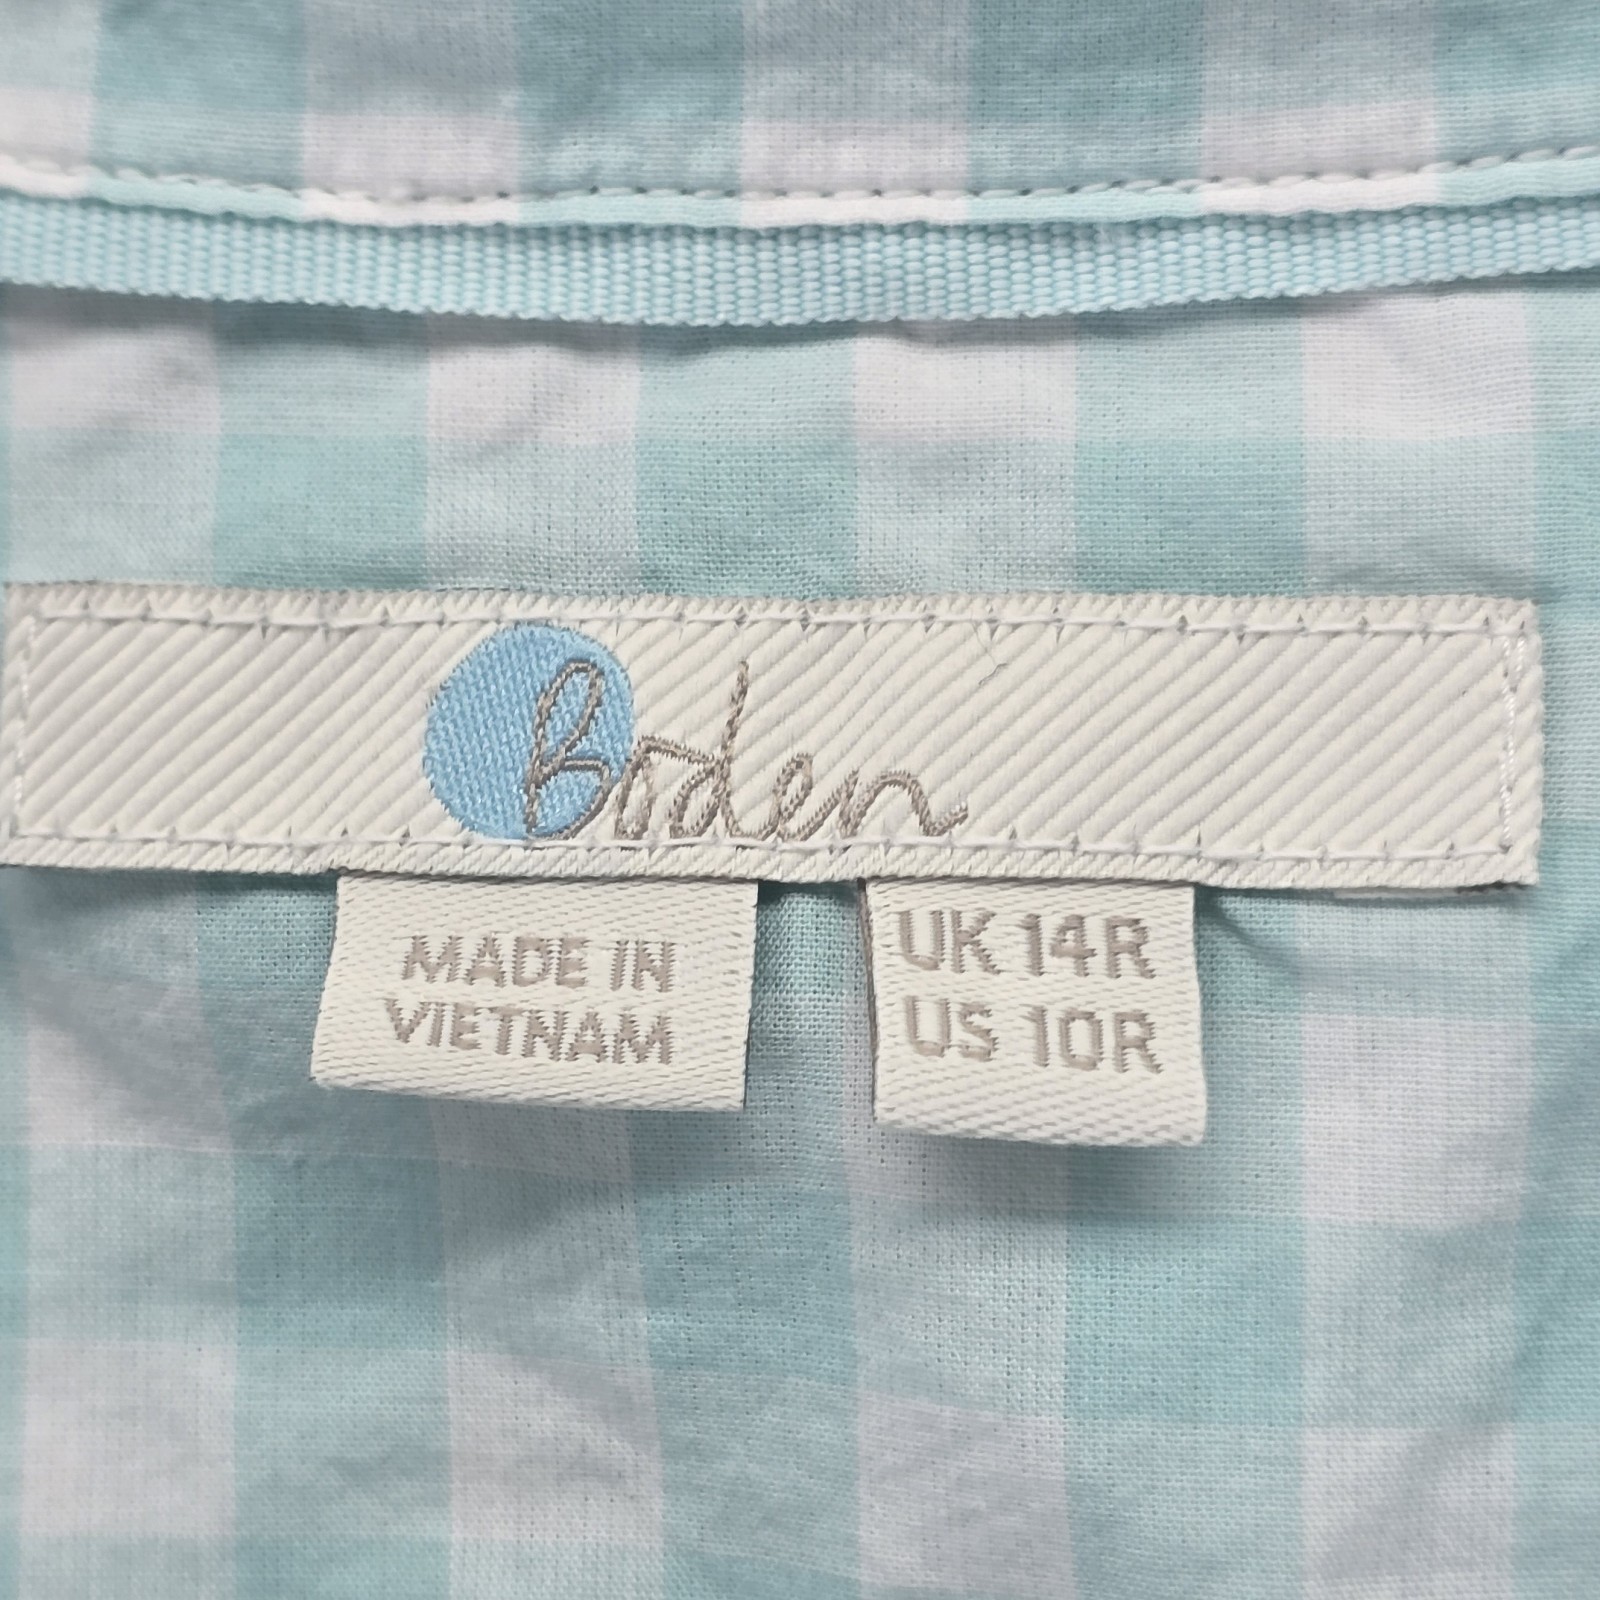 Boden
MADE IN
VIETNAM
UK 14R
US 10R